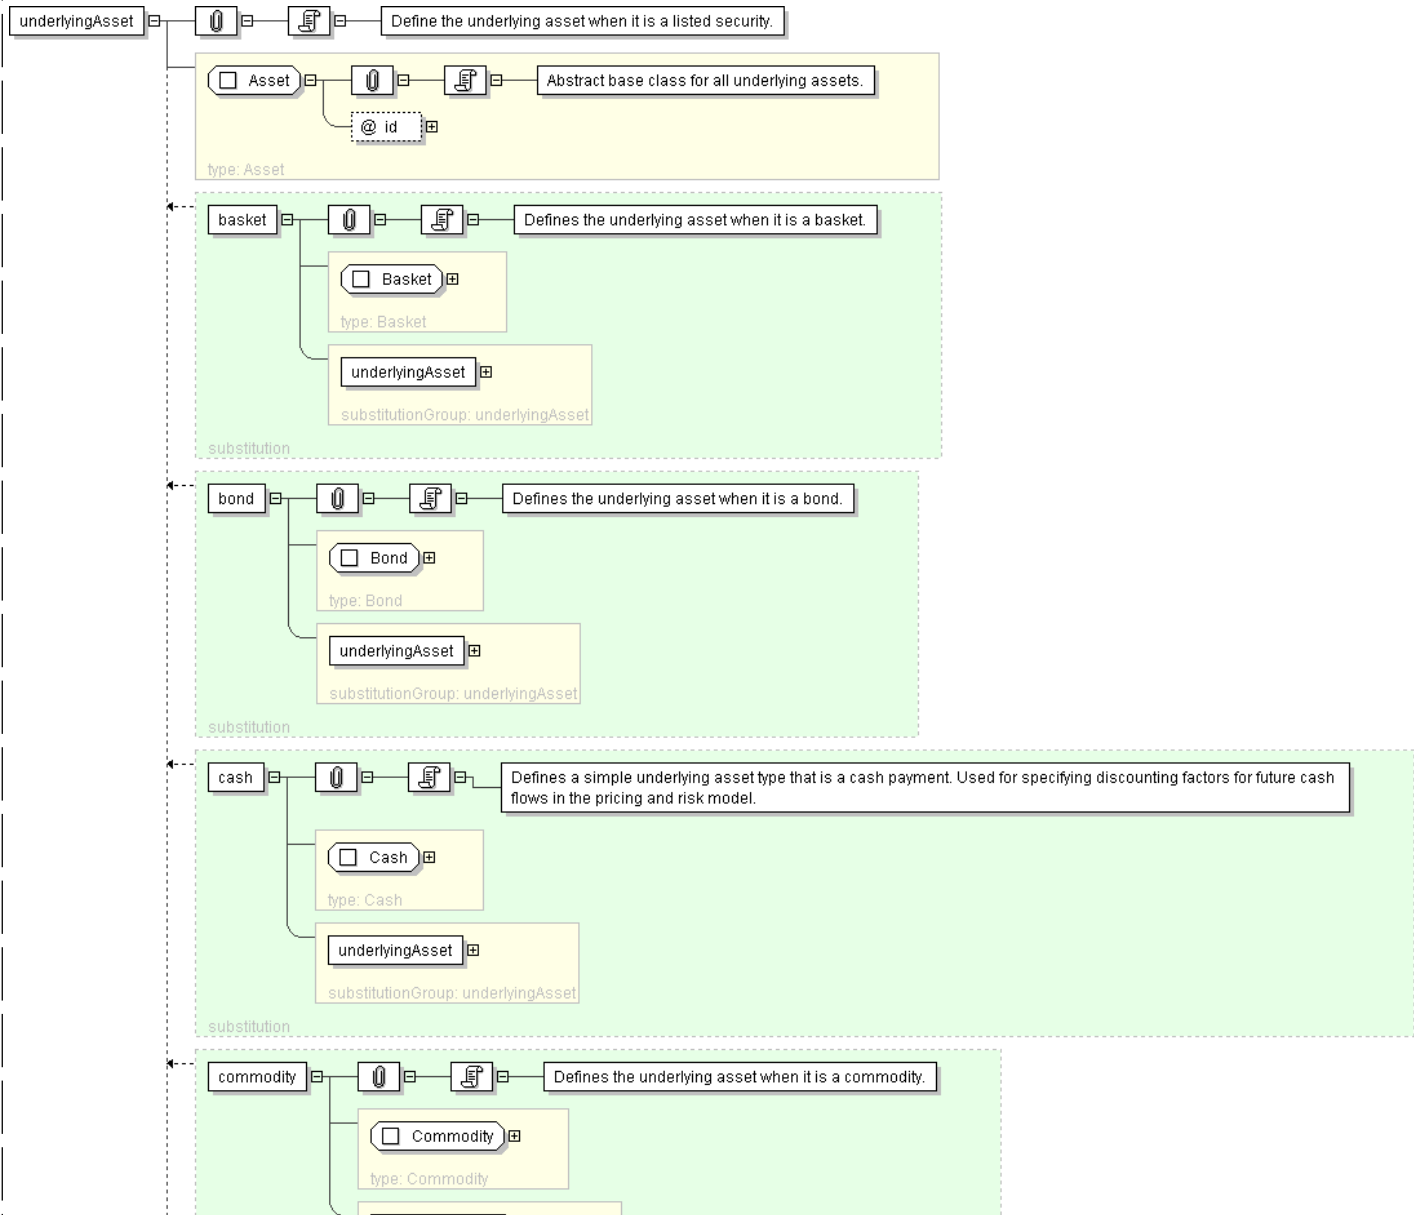 underlyingAsset
Define the underlying asset when it is a listed security.
Asset
Abstract base class for all underlying assets.
@ id
type: Asset
basket
Defines the underlying asset when it is a basket.
Basket
type: Basket
underlyingAsset
substitutionGroup: underlyingAsset
substitution
bond
Defines the underlying asset when it is a bond.
Bond
type: Bond
underlyingAsset
substitutionGroup: underlyingAsset
substitution
cash
Defines a simple underlying asset type that is a cash payment. Used for specifying discounting factors for future cash
flows in the pricing and risk model.
Cash
type: Cash
underlyingAsset
substitutionGroup: underlyingAsset
substitution
commodity
Defines the underlying asset when it is a commodity.
Commodity
type: Commodity